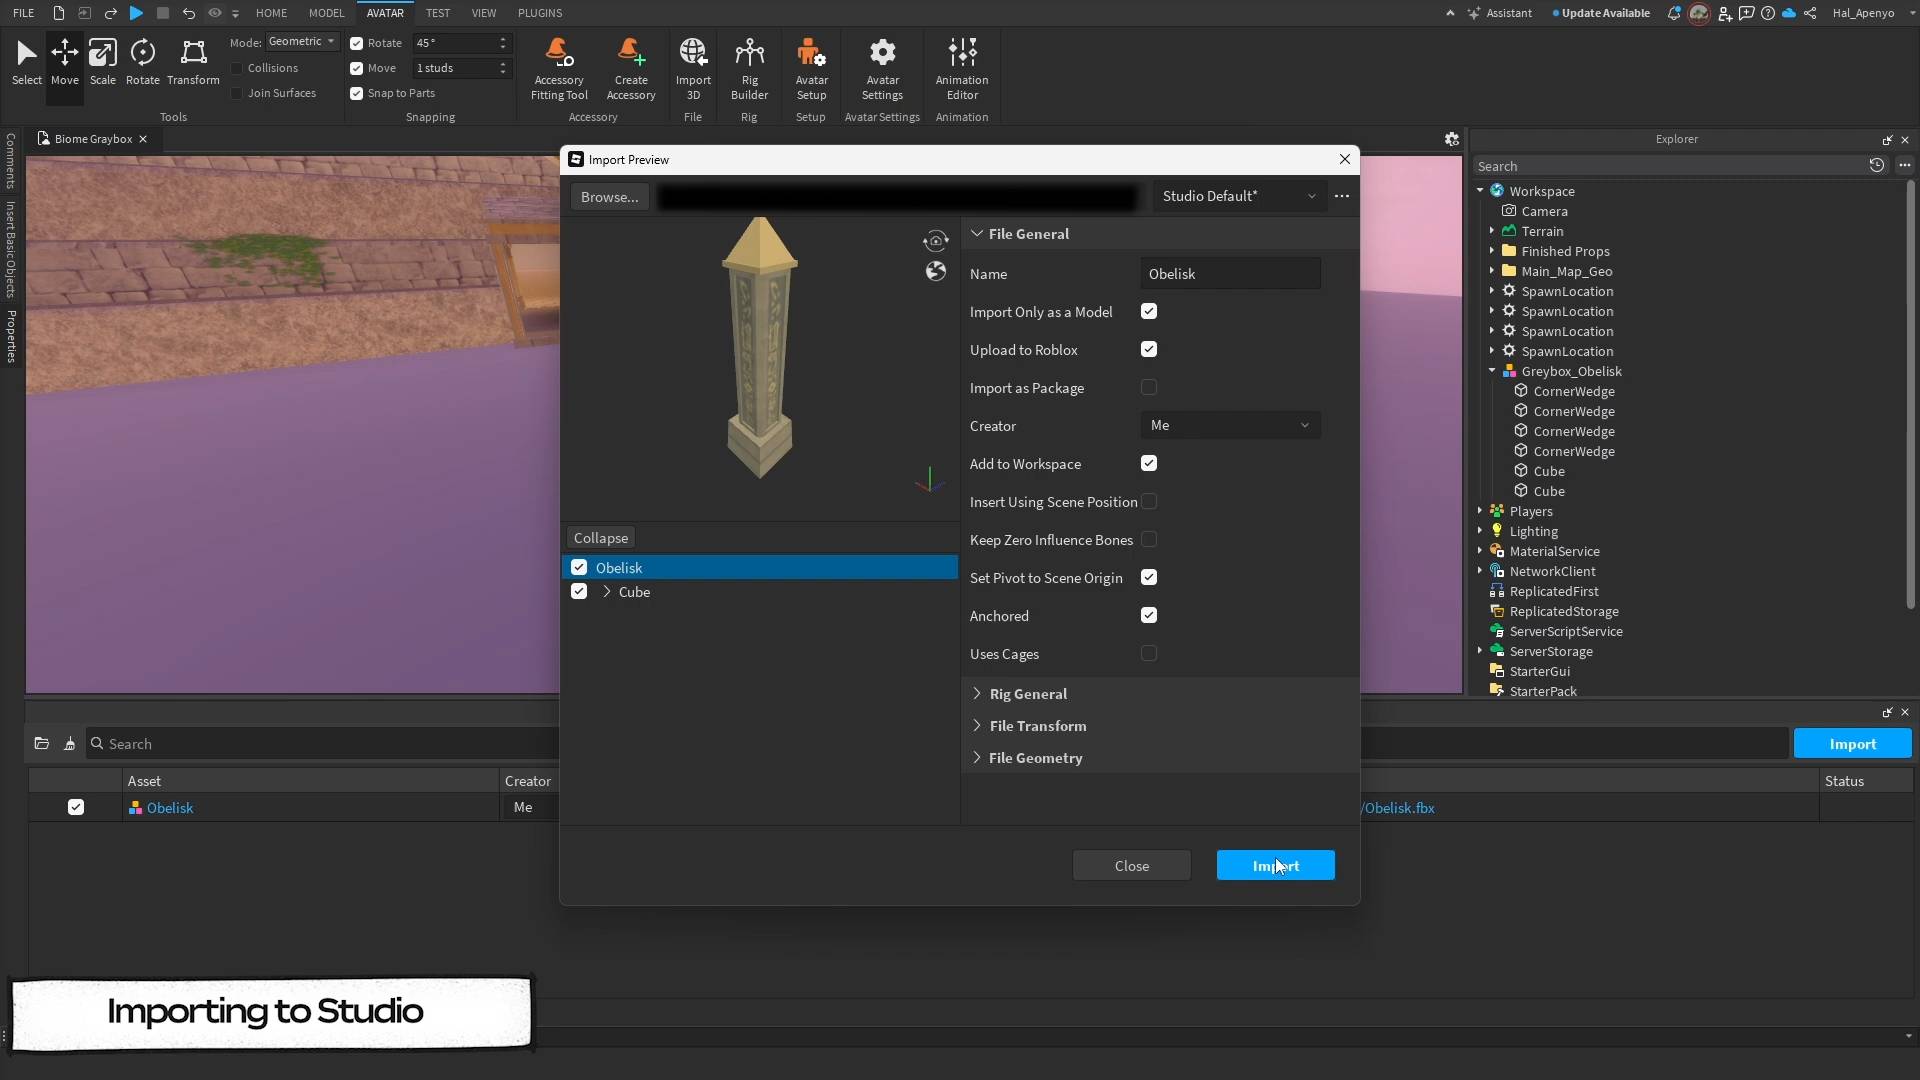 FILE
HOME
MODEL
AVATAR
TEST
VIEW
PLUGINS
Assistant
Update Available
Hal_Apenyo
Select
Move
Scale
Rotate
Transform
Mode:
Geometric
Collisions
Join Surfaces
Tools
Rotate
45°
Move
1 studs
Snap to Parts
Snapping
Accessory
Fitting Tool
Create
Accessory
Accessory
Import
3D
File
Rig
Builder
Rig
Avatar
Setup
Setup
Avatar
Settings
Avatar Settings
Animation
Editor
Animation
Comments
Insert Basic Objects
Properties
Biome Graybox
Import Preview
Browse...
Studio Default*
File General
Name
Obelisk
Import Only as a Model
Upload to Roblox
Import as Package
Creator
Me
Add to Workspace
Insert Using Scene Position
Keep Zero Influence Bones
Set Pivot to Scene Origin
Anchored
Uses Cages
Rig General
File Transform
File Geometry
Collapse
Obelisk
Cube
Close
Import
Explorer
Search
Workspace
Camera
Terrain
Finished Props
Main_Map_Geo
SpawnLocation
SpawnLocation
SpawnLocation
SpawnLocation
Greybox_Obelisk
CornerWedge
CornerWedge
CornerWedge
CornerWedge
Cube
Cube
Players
Lighting
MaterialService
NetworkClient
ReplicatedFirst
ReplicatedStorage
ServerScriptService
ServerStorage
StarterGui
StarterPack
Search
Import
Asset
Creator
Status
Obelisk
Me
/Obelisk.fbx
Importing to Studio